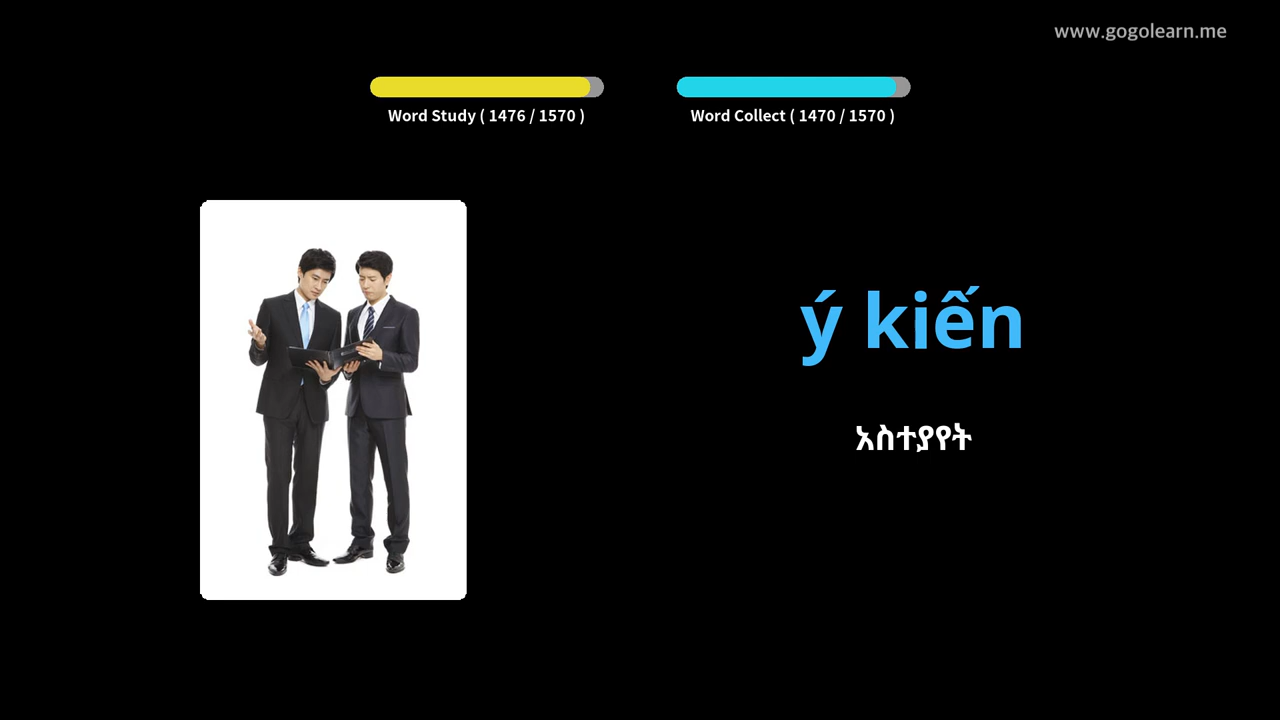 www.gogolearn.me
Word Study ( 1476 / 1570 )
Word Collect ( 1470 / 1570 )
ý kiến
አስተያየት